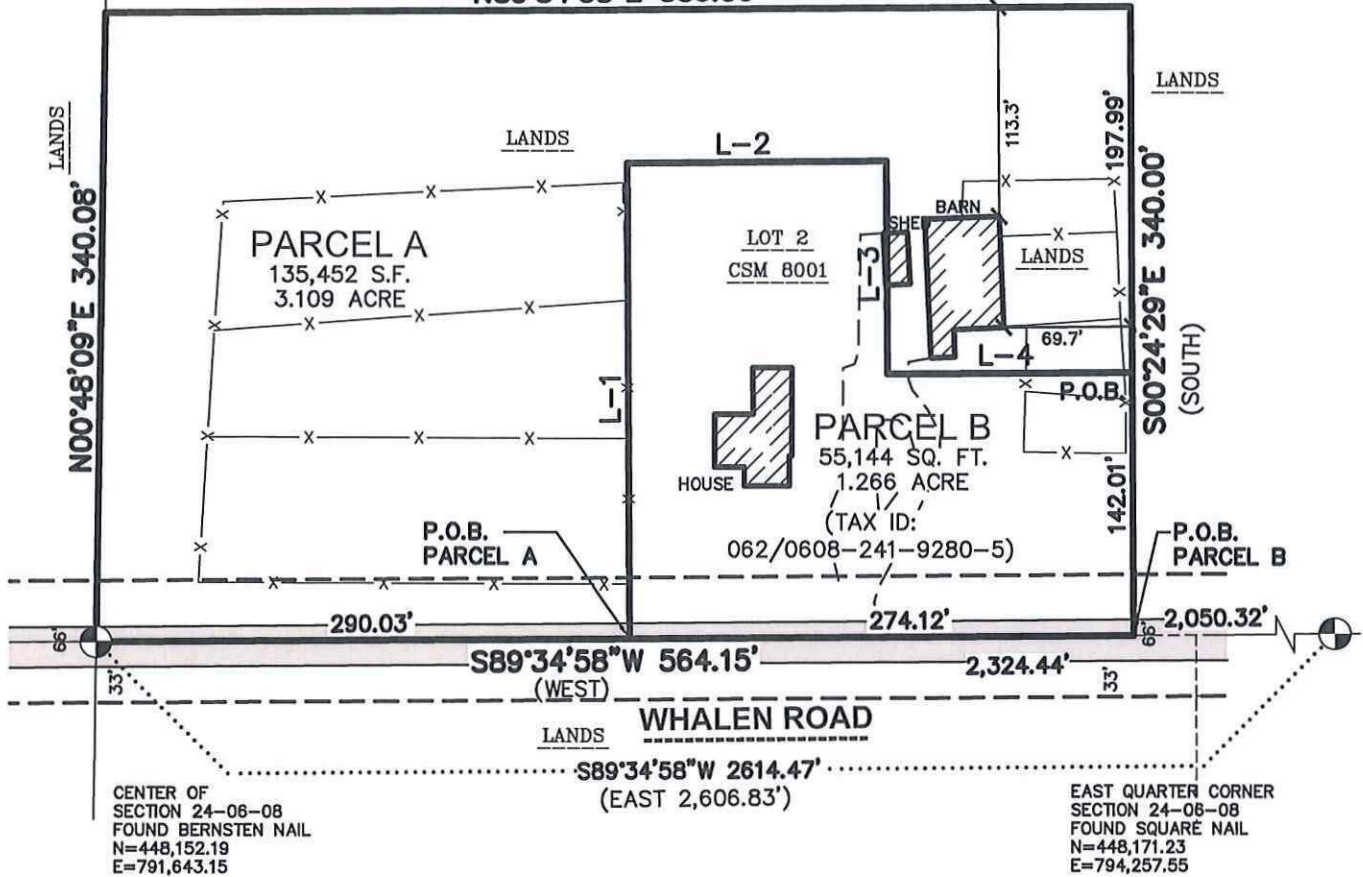 LANDS
LANDS
113.3'
197.99'
LANDS
L-2
N00°48'09"E 340.08'
S00°24'29"E 340.00'
(SOUTH)
PARCEL A
135,452 S.F.
3.109 ACRE
LOT 2
CSM 8001
SHE
BARN
L-3
LANDS
69.7'
L-4
L-1
P.O.B.
HOUSE
PARCEL B
55,144 SQ. FT.
1.266 ACRE
(TAX ID:
062/0608-241-9280-5)
142.01'
P.O.B.
PARCEL A
P.O.B.
PARCEL B
66'
290.03'
274.12'
66'
2,050.32'
33'
S89°34'58"W 564.15'
(WEST)
2,324.44'
33'
WHALEN ROAD
LANDS
S89°34'58"W 2614.47'
(EAST 2,606.83')
CENTER OF
SECTION 24-06-08
FOUND BERNSTEN NAIL
N=448,152.19
E=791,643.15
EAST QUARTER CORNER
SECTION 24-06-08
FOUND SQUARE NAIL
N=448,171.23
E=794,257.55